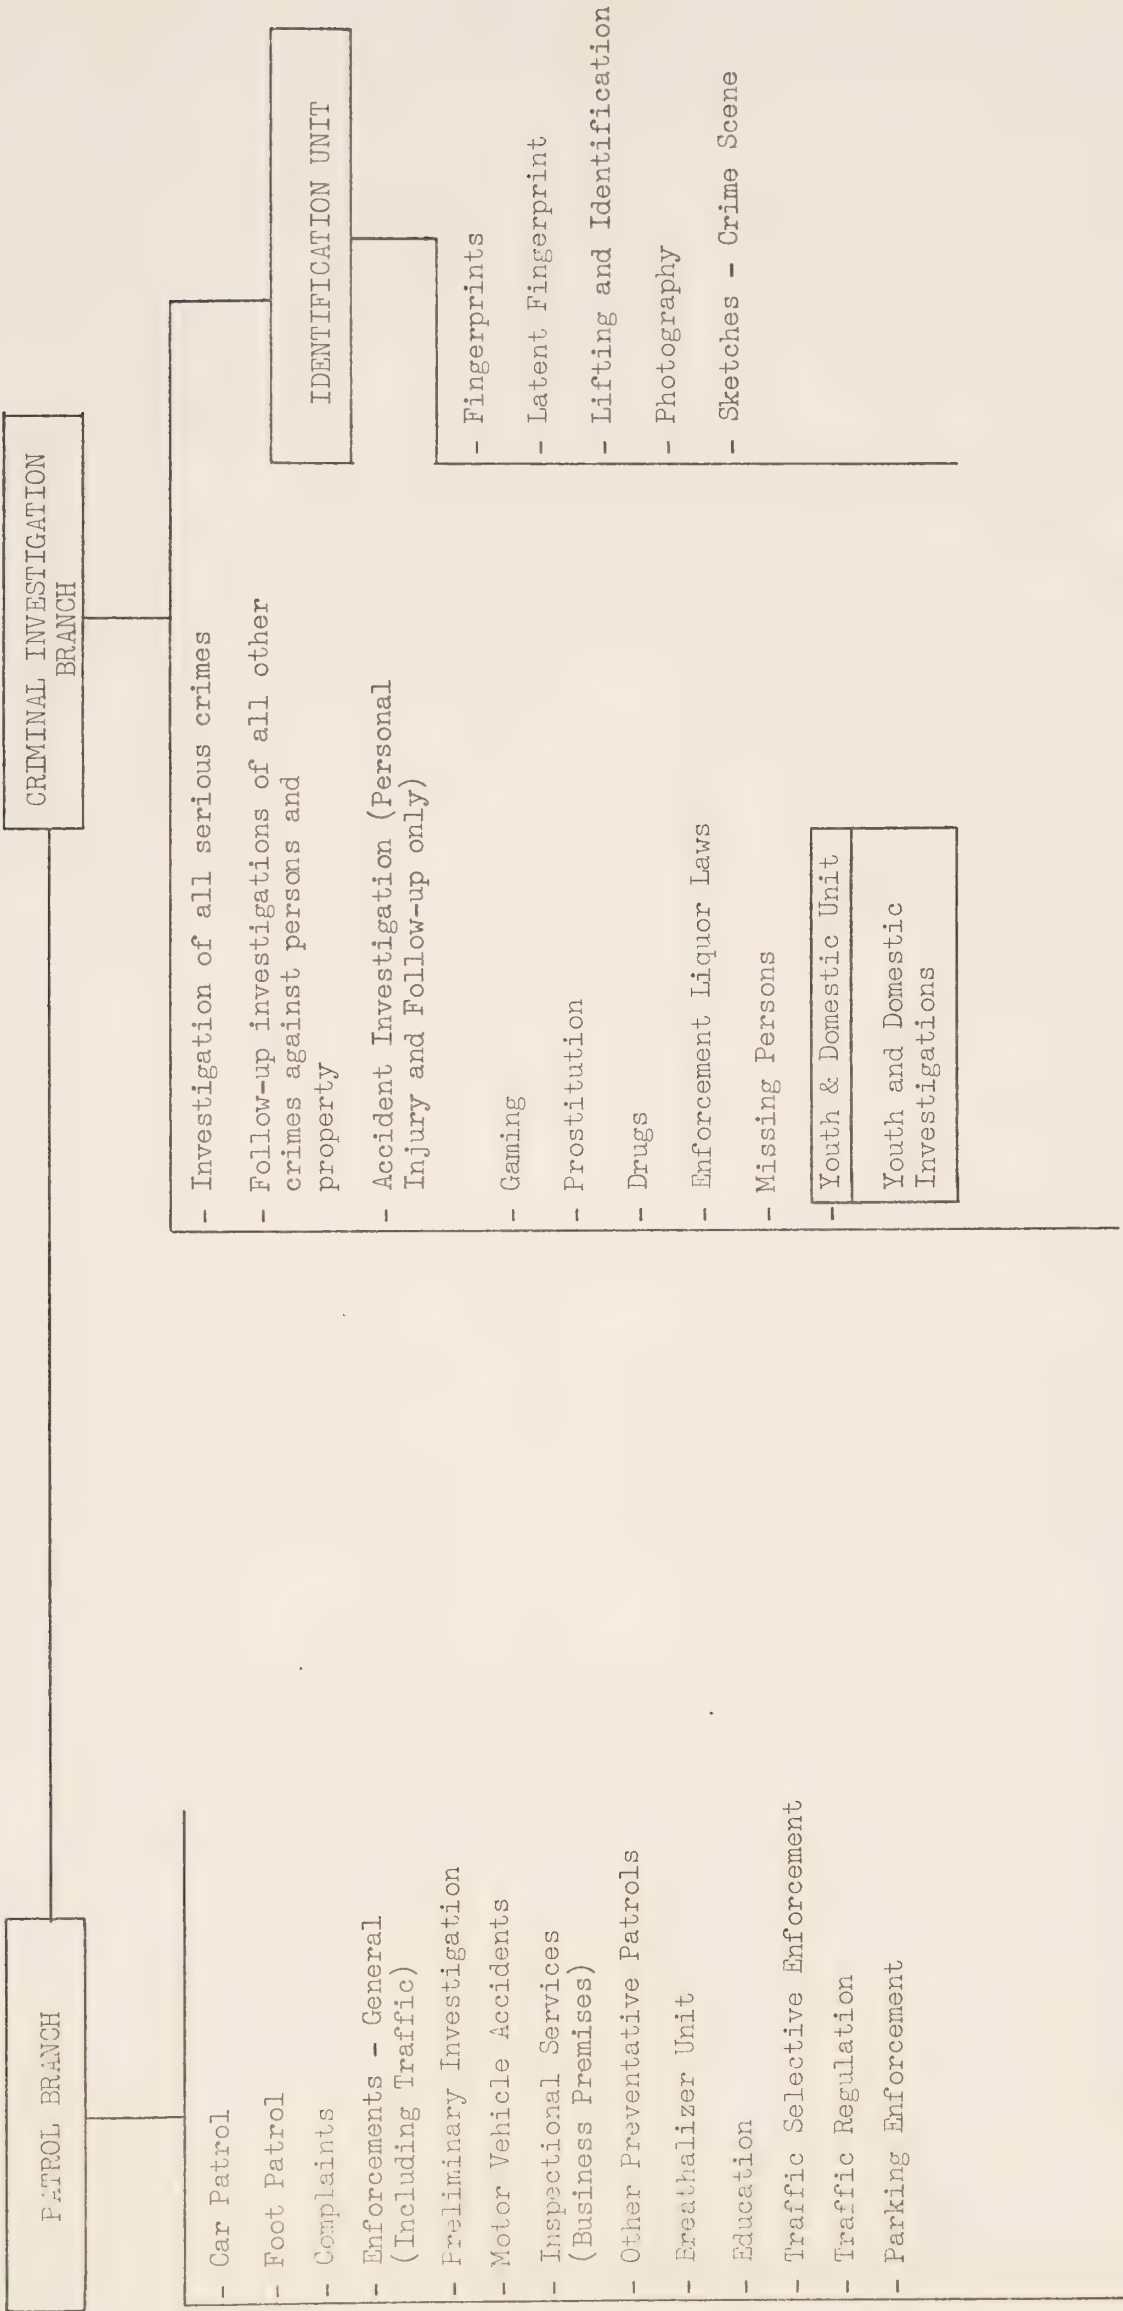 PATROL BRANCH
- Car Patrol
- Foot Patrol
- Complaints
- Enforcements - General
(Including Traffic)
- Preliminary Investigation
- Motor Vehicle Accidents
- Inspectional Services
(Business Premises)
- Other Preventative Patrols
- Breathalizer Unit
- Education
- Traffic Selective Enforcement
- Traffic Regulation
- Parking Enforcement
CRIMINAL INVESTIGATION
BRANCH
- Investigation of all serious crimes
- Follow-up investigations of all other
crimes against persons and
property
- Accident Investigation (Personal
Injury and Follow-up only)
- Gaming
- Prostitution
- Drugs
- Enforcement Liquor Laws
- Missing Persons
- Youth & Domestic Unit
Youth and Domestic
Investigations
IDENTIFICATION UNIT
- Fingerprints
- Latent Fingerprint
- Lifting and Identification
- Photography
- Sketches - Crime Scene